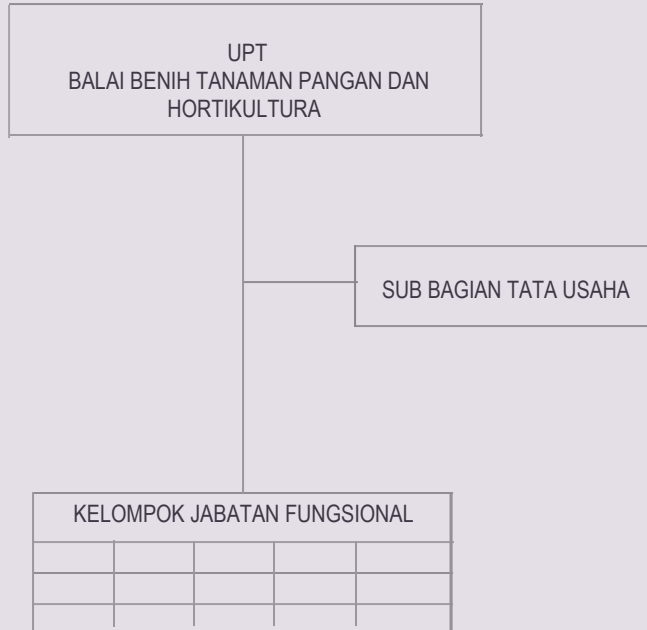 UPT
BALAI BENIH TANAMAN PANGAN DAN
HORTIKULTURA
SUB BAGIAN TATA USAHA
KELOMPOK JABATAN FUNGSIONAL